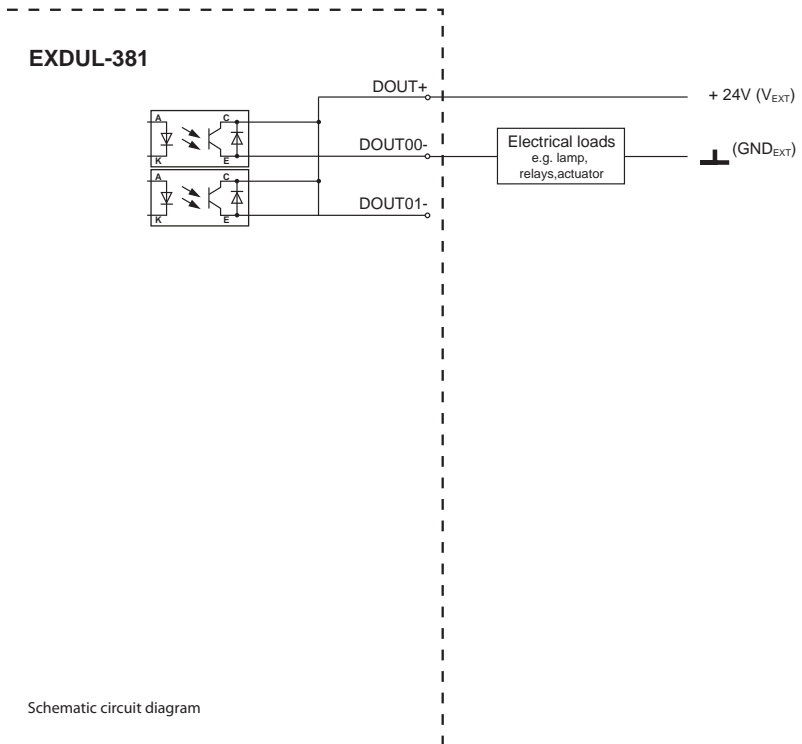 EXDUL-381
DOUT+
+ 24V (VEXT)
A C
K E
DOUT00-
Electrical loads
e.g. lamp,
relays,actuator
(GNDEXT)
A C
K E
DOUT01-
Schematic circuit diagram